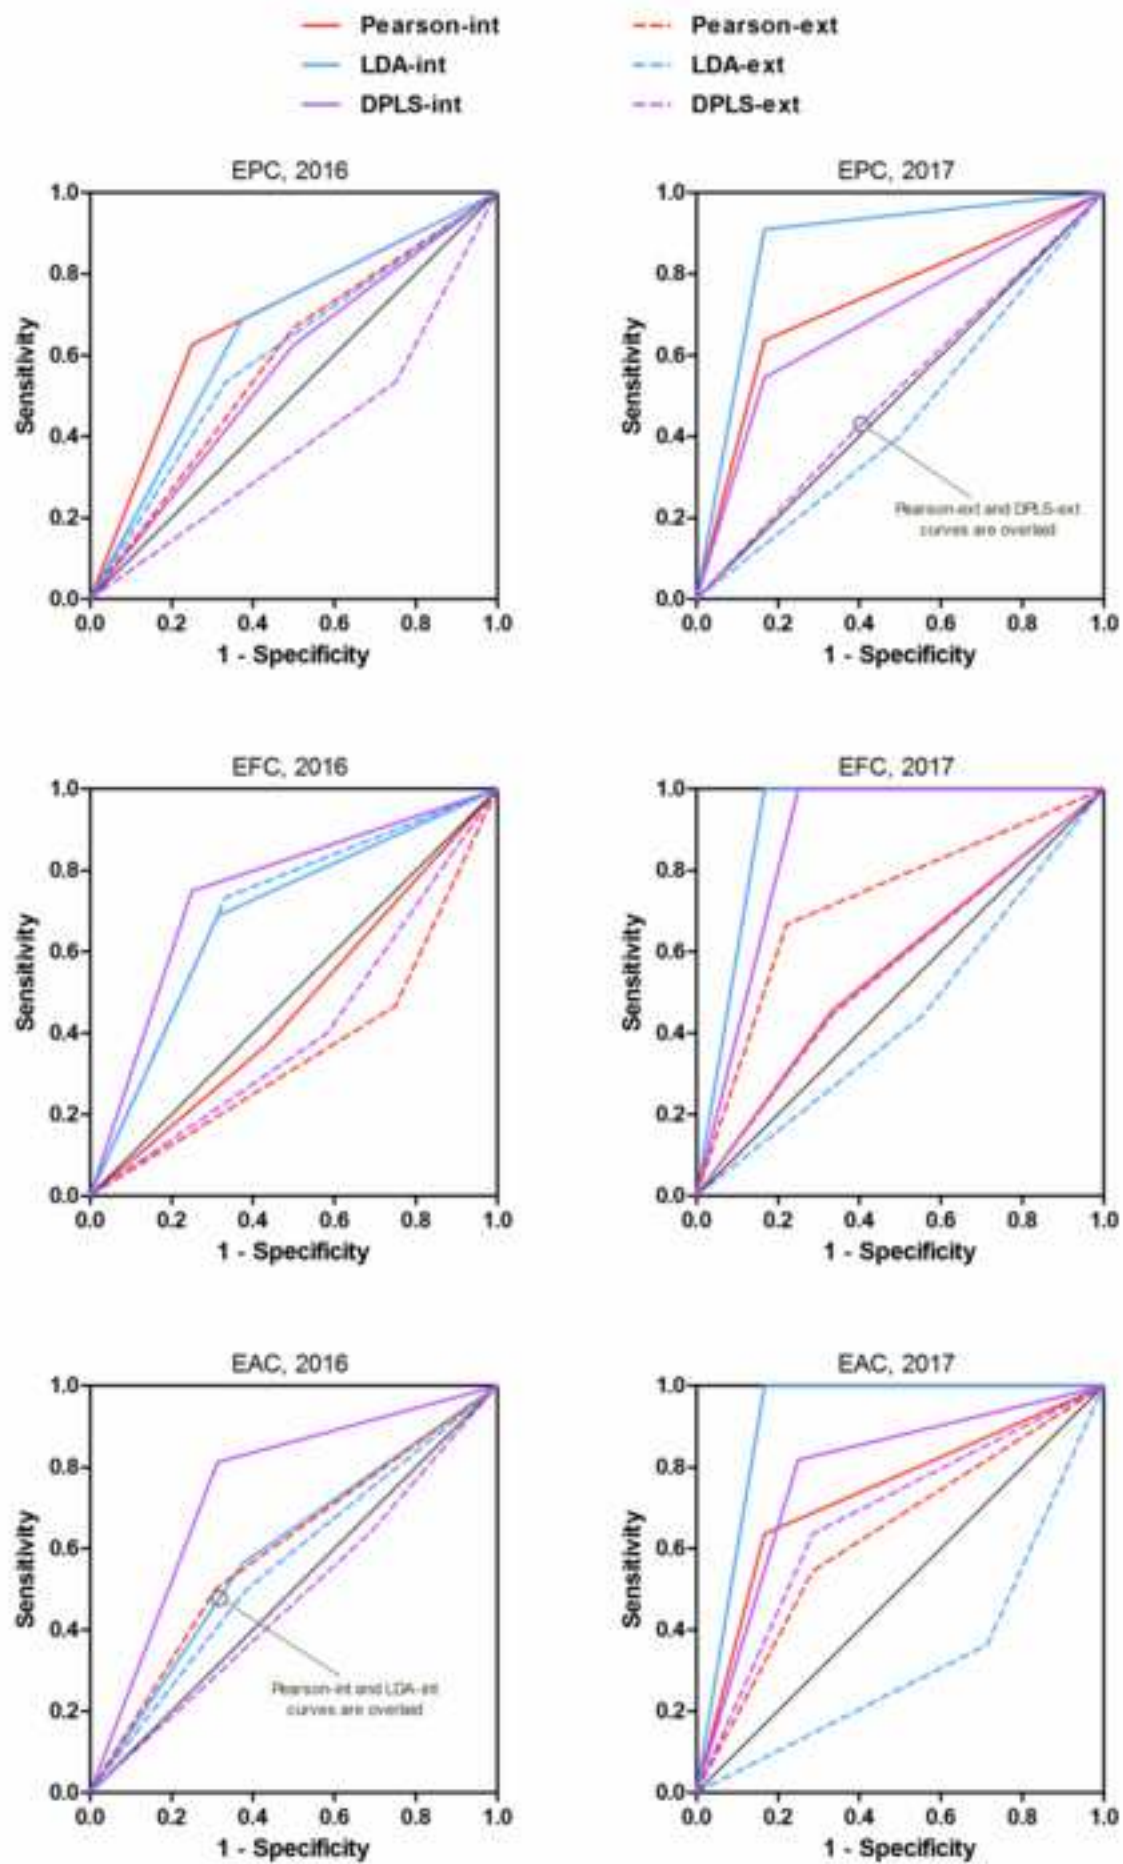 Pearson-int
Pearson-ext
LDA-int
LDA-ext
DPLS-int
DPLS-ext
EPC, 2016
1.0
0.8
0.6
0.4
0.2
0.0
Sensitivity
0.0 0.2 0.4 0.6 0.8 1.0
1 - Specificity
EPC, 2017
1.0
0.8
0.6
0.4
0.2
0.0
Sensitivity
Pearson-ext and DPLS-ext
curves are overlaid
0.0 0.2 0.4 0.6 0.8 1.0
1 - Specificity
EFC, 2016
1.0
0.8
0.6
0.4
0.2
0.0
Sensitivity
0.0 0.2 0.4 0.6 0.8 1.0
1 - Specificity
EFC, 2017
1.0
0.8
0.6
0.4
0.2
0.0
Sensitivity
0.0 0.2 0.4 0.6 0.8 1.0
1 - Specificity
EAC, 2016
1.0
0.8
0.6
0.4
0.2
0.0
Sensitivity
Pearson-int and LDA-int
curves are overlaid
0.0 0.2 0.4 0.6 0.8 1.0
1 - Specificity
EAC, 2017
1.0
0.8
0.6
0.4
0.2
0.0
Sensitivity
0.0 0.2 0.4 0.6 0.8 1.0
1 - Specificity